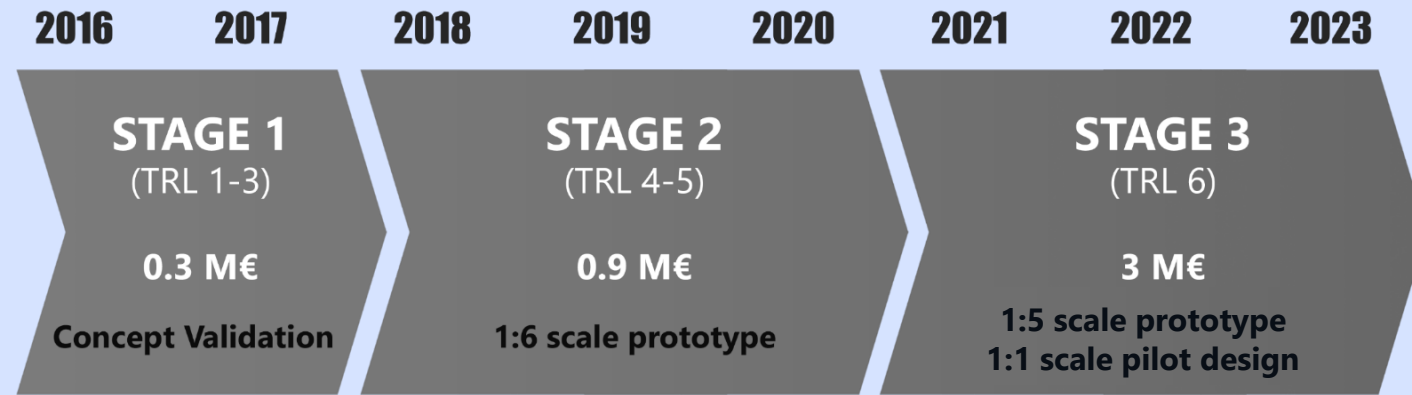 2016 2017 2018 2019 2020 2021 2022 2023
STAGE 1
(TRL 1-3)
0.3 M€
Concept Validation
STAGE 2
(TRL 4-5)
0.9 M€
1:6 scale prototype
STAGE 3
(TRL 6)
3 M€
1:5 scale prototype
1:1 scale pilot design